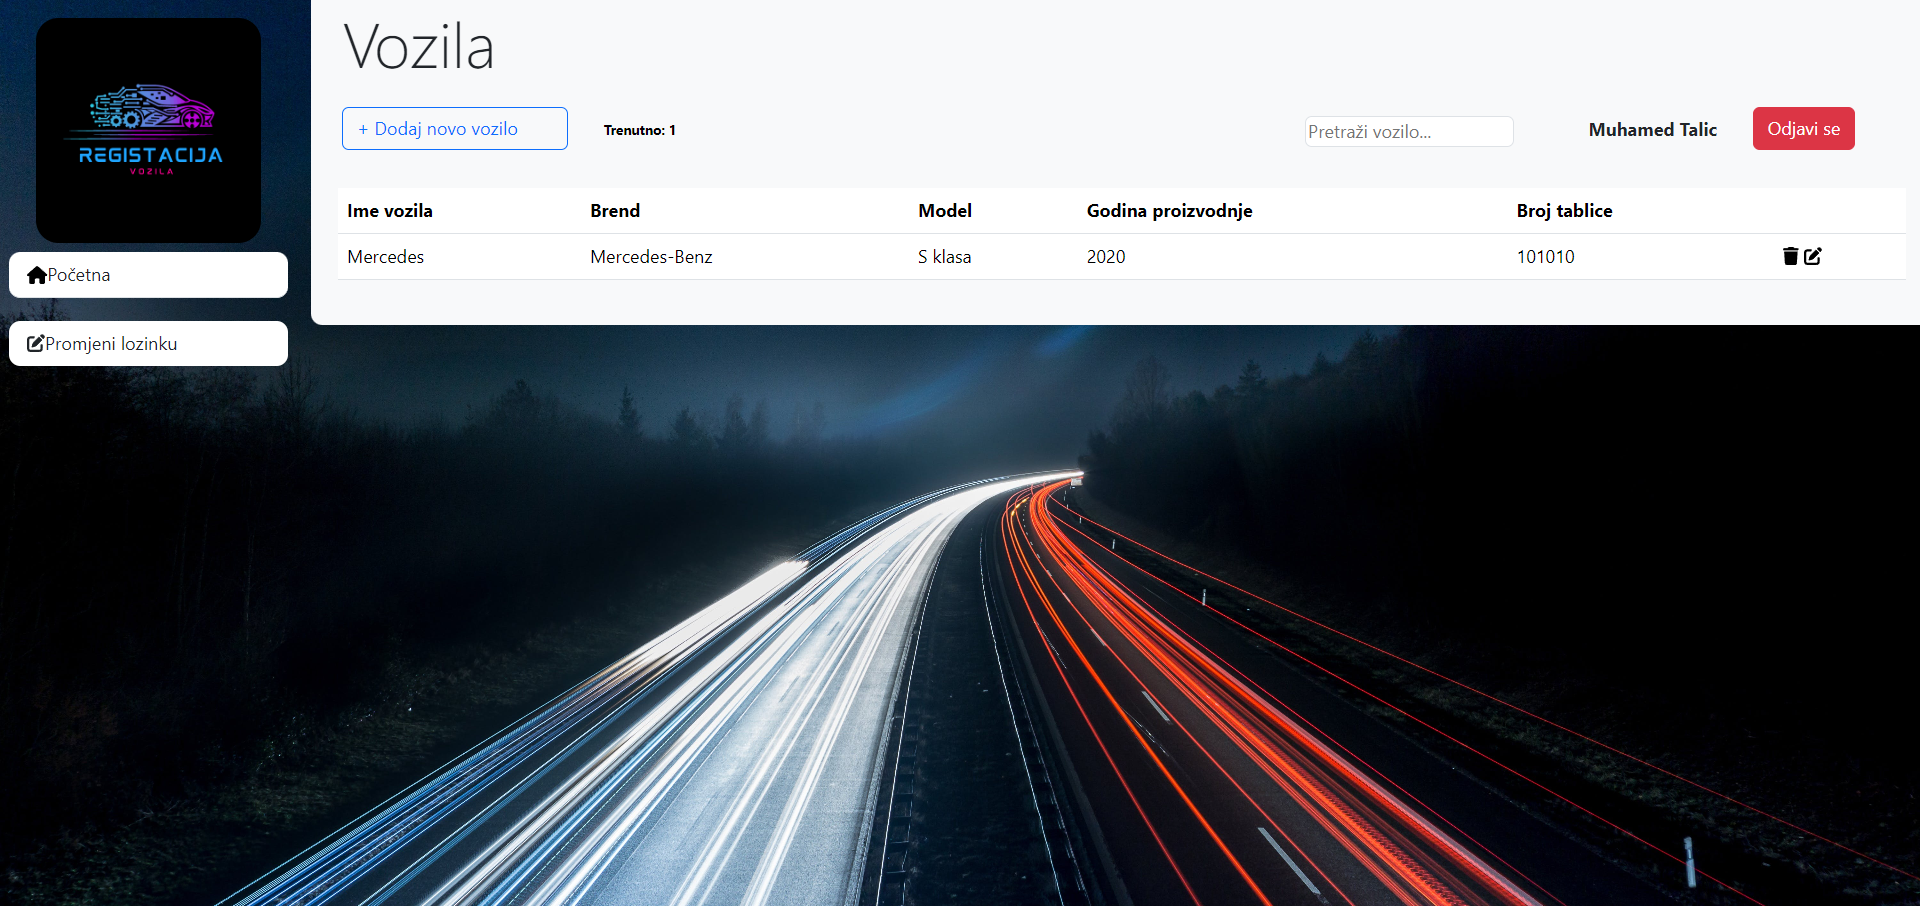 REGISTACIJA
VOZILA
Početna
Promjeni lozinku
Vozila
+ Dodaj novo vozilo
Trenutno: 1
Pretraži vozilo...
Muhamed Talic
Odjavi se
Ime vozila Brend Model Godina proizvodnje Broj tablice
Mercedes Mercedes-Benz S klasa 2020 101010